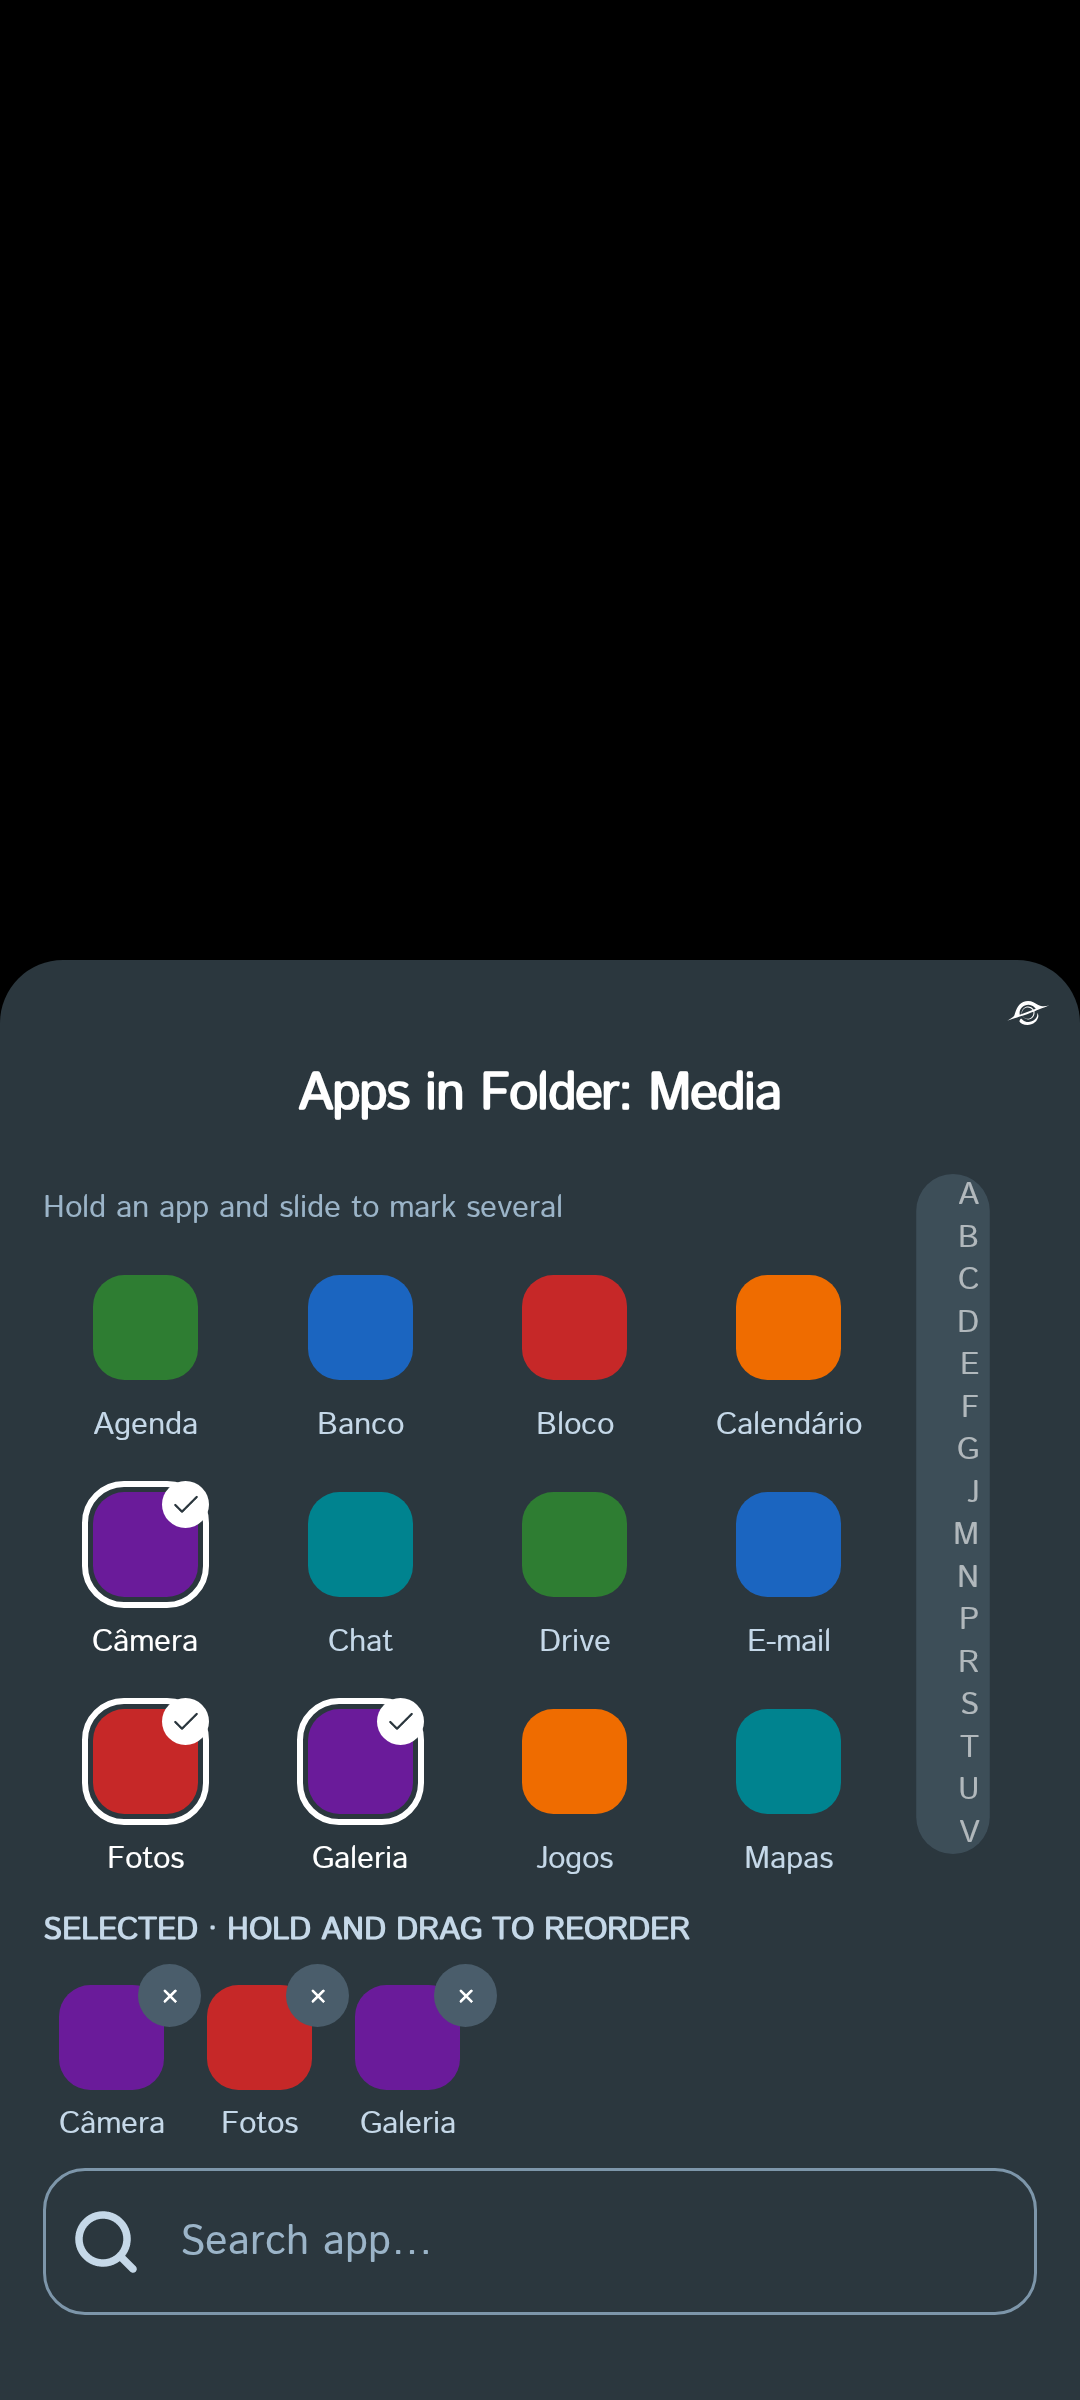 Apps in Folder: Media
Hold an app and slide to mark several
Agenda Banco Bloco Calendário
Câmera Chat Drive E-mail
Fotos Galeria Jogos Mapas
A
B
C
D
E
F
G
J
M
N
P
R
S
T
U
V
SELECTED · HOLD AND DRAG TO REORDER
Câmera Fotos Galeria
Search app...